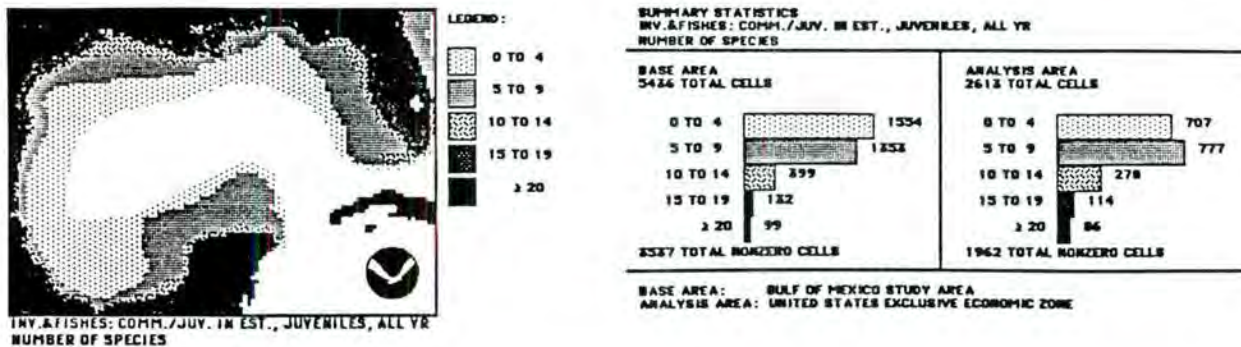 LEGEND:
0 TO 4
5 TO 9
10 TO 14
15 TO 19
≥ 20
INV.&FISHES: COMM./JUV. IN EST., JUVENILES, ALL YR
NUMBER OF SPECIES
SUMMARY STATISTICS
INV.&FISHES: COMM./JUV. IN EST., JUVENILES, ALL YR
NUMBER OF SPECIES
BASE AREA
5436 TOTAL CELLS
0 TO 4 1554
5 TO 9 1353
10 TO 14 399
15 TO 19 132
≥ 20 99
3537 TOTAL NONZERO CELLS
ANALYSIS AREA
2613 TOTAL CELLS
0 TO 4 707
5 TO 9 777
10 TO 14 278
15 TO 19 114
≥ 20 86
1962 TOTAL NONZERO CELLS
BASE AREA: GULF OF MEXICO STUDY AREA
ANALYSIS AREA: UNITED STATES EXCLUSIVE ECONOMIC ZONE